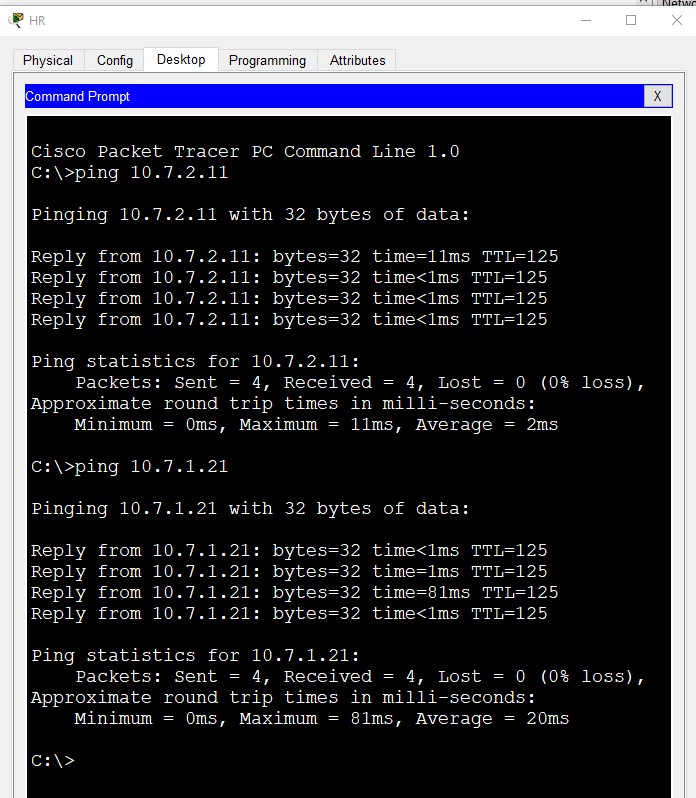 Netwo
HR
Physical Config Desktop Programming Attributes
Command Prompt X
Cisco Packet Tracer PC Command Line 1.0
C:\>ping 10.7.2.11
Pinging 10.7.2.11 with 32 bytes of data:
Reply from 10.7.2.11: bytes=32 time=11ms TTL=125
Reply from 10.7.2.11: bytes=32 time<1ms TTL=125
Reply from 10.7.2.11: bytes=32 time<1ms TTL=125
Reply from 10.7.2.11: bytes=32 time<1ms TTL=125
Ping statistics for 10.7.2.11:
Packets: Sent = 4, Received = 4, Lost = 0 (0% loss),
Approximate round trip times in milli-seconds:
Minimum = 0ms, Maximum = 11ms, Average = 2ms
C:\>ping 10.7.1.21
Pinging 10.7.1.21 with 32 bytes of data:
Reply from 10.7.1.21: bytes=32 time<1ms TTL=125
Reply from 10.7.1.21: bytes=32 time=1ms TTL=125
Reply from 10.7.1.21: bytes=32 time=81ms TTL=125
Reply from 10.7.1.21: bytes=32 time<1ms TTL=125
Ping statistics for 10.7.1.21:
Packets: Sent = 4, Received = 4, Lost = 0 (0% loss),
Approximate round trip times in milli-seconds:
Minimum = 0ms, Maximum = 81ms, Average = 20ms
C:\>